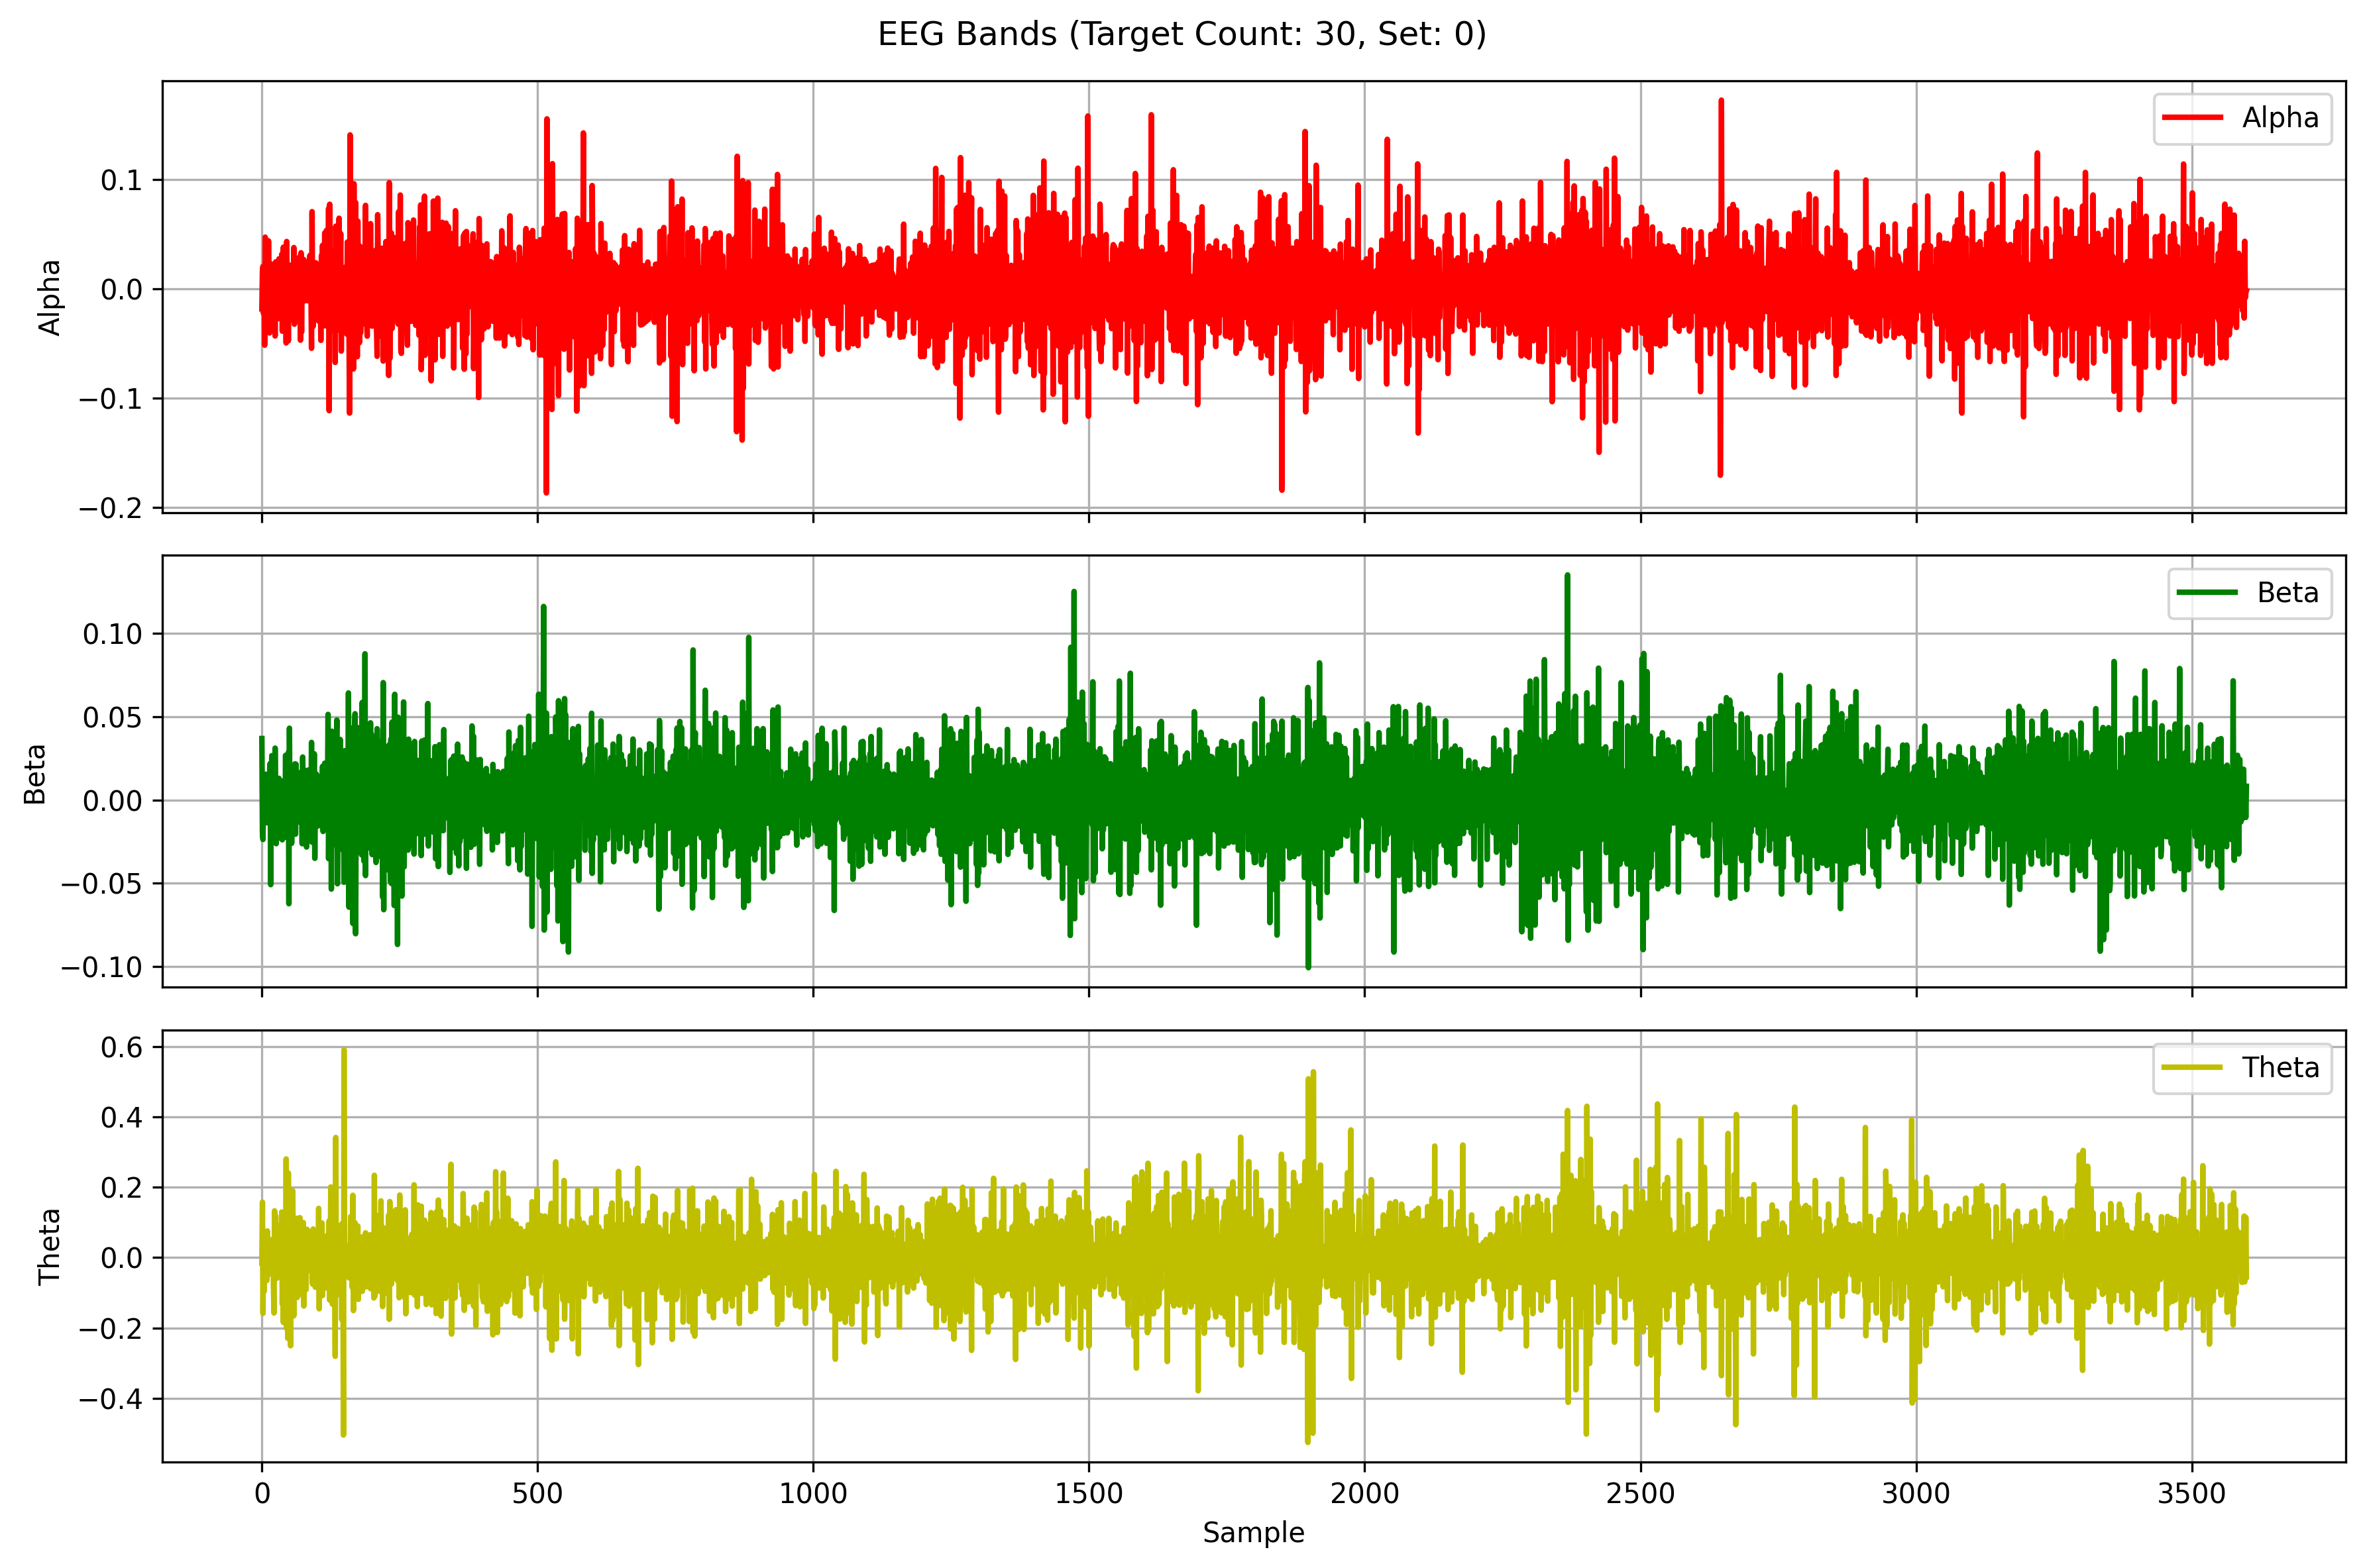 EEG Bands (Target Count: 30, Set: 0)
Alpha
0.1
0.0
−0.1
−0.2
Alpha
Beta
0.10
0.05
0.00
−0.05
−0.10
Beta
Theta
0.6
0.4
0.2
0.0
−0.2
−0.4
Theta
0 500 1000 1500 2000 2500 3000 3500
Sample